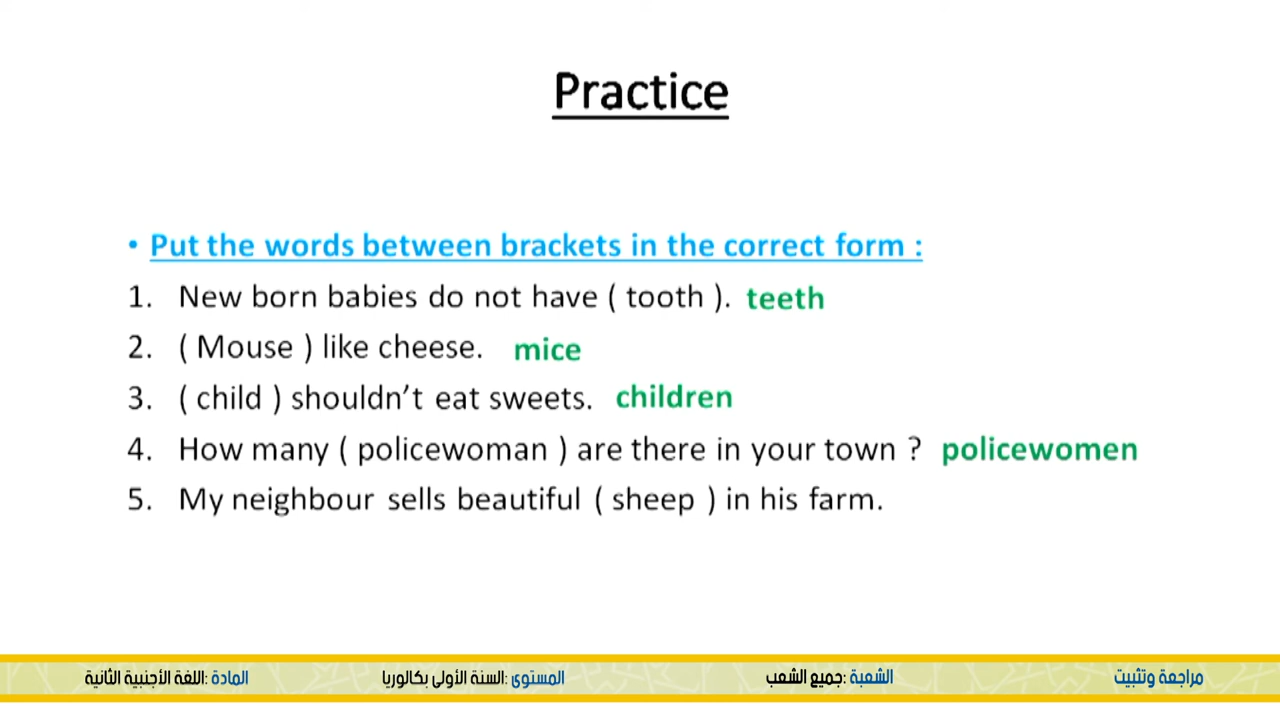 Practice
• Put the words between brackets in the correct form :
1. New born babies do not have ( tooth ). teeth
2. ( Mouse ) like cheese. mice
3. ( child ) shouldn’t eat sweets. children
4. How many ( policewoman ) are there in your town ? policewomen
5. My neighbour sells beautiful ( sheep ) in his farm.
مراجعة وتثبيت الشعبة :جميع الشعب المستوى :السنة الأولى بكالوريا المادة :اللغة الأجنبية الثانية